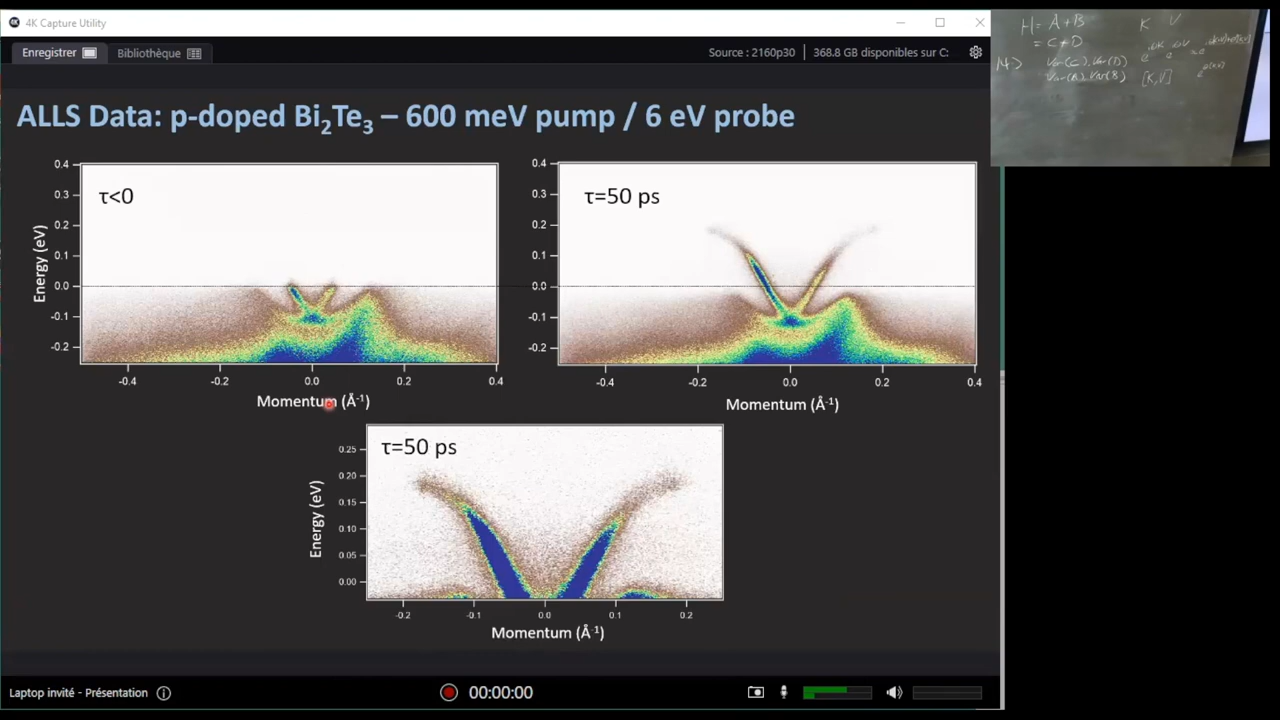 4K Capture Utility
Enregistrer
Bibliothèque
Source : 2160p30
368.8 GB disponibles sur C:
ALLS Data: p-doped Bi₂Te₃ – 600 meV pump / 6 eV probe
τ<0
Energy (eV)
0.4
0.3
0.2
0.1
0.0
-0.1
-0.2
-0.4
-0.2
0.0
0.2
0.4
Momentum (Å⁻¹)
τ=50 ps
0.4
0.3
0.2
0.1
0.0
-0.1
-0.2
-0.4
-0.2
0.0
0.2
0.4
Momentum (Å⁻¹)
τ=50 ps
Energy (eV)
0.25
0.20
0.15
0.10
0.05
0.00
-0.2
-0.1
0.0
0.1
0.2
Momentum (Å⁻¹)
Laptop invité - Présentation
00:00:00
H = A + B
= C + D
K V
Var(C), Var(D)
Var(A), Var(B)
[K,V]